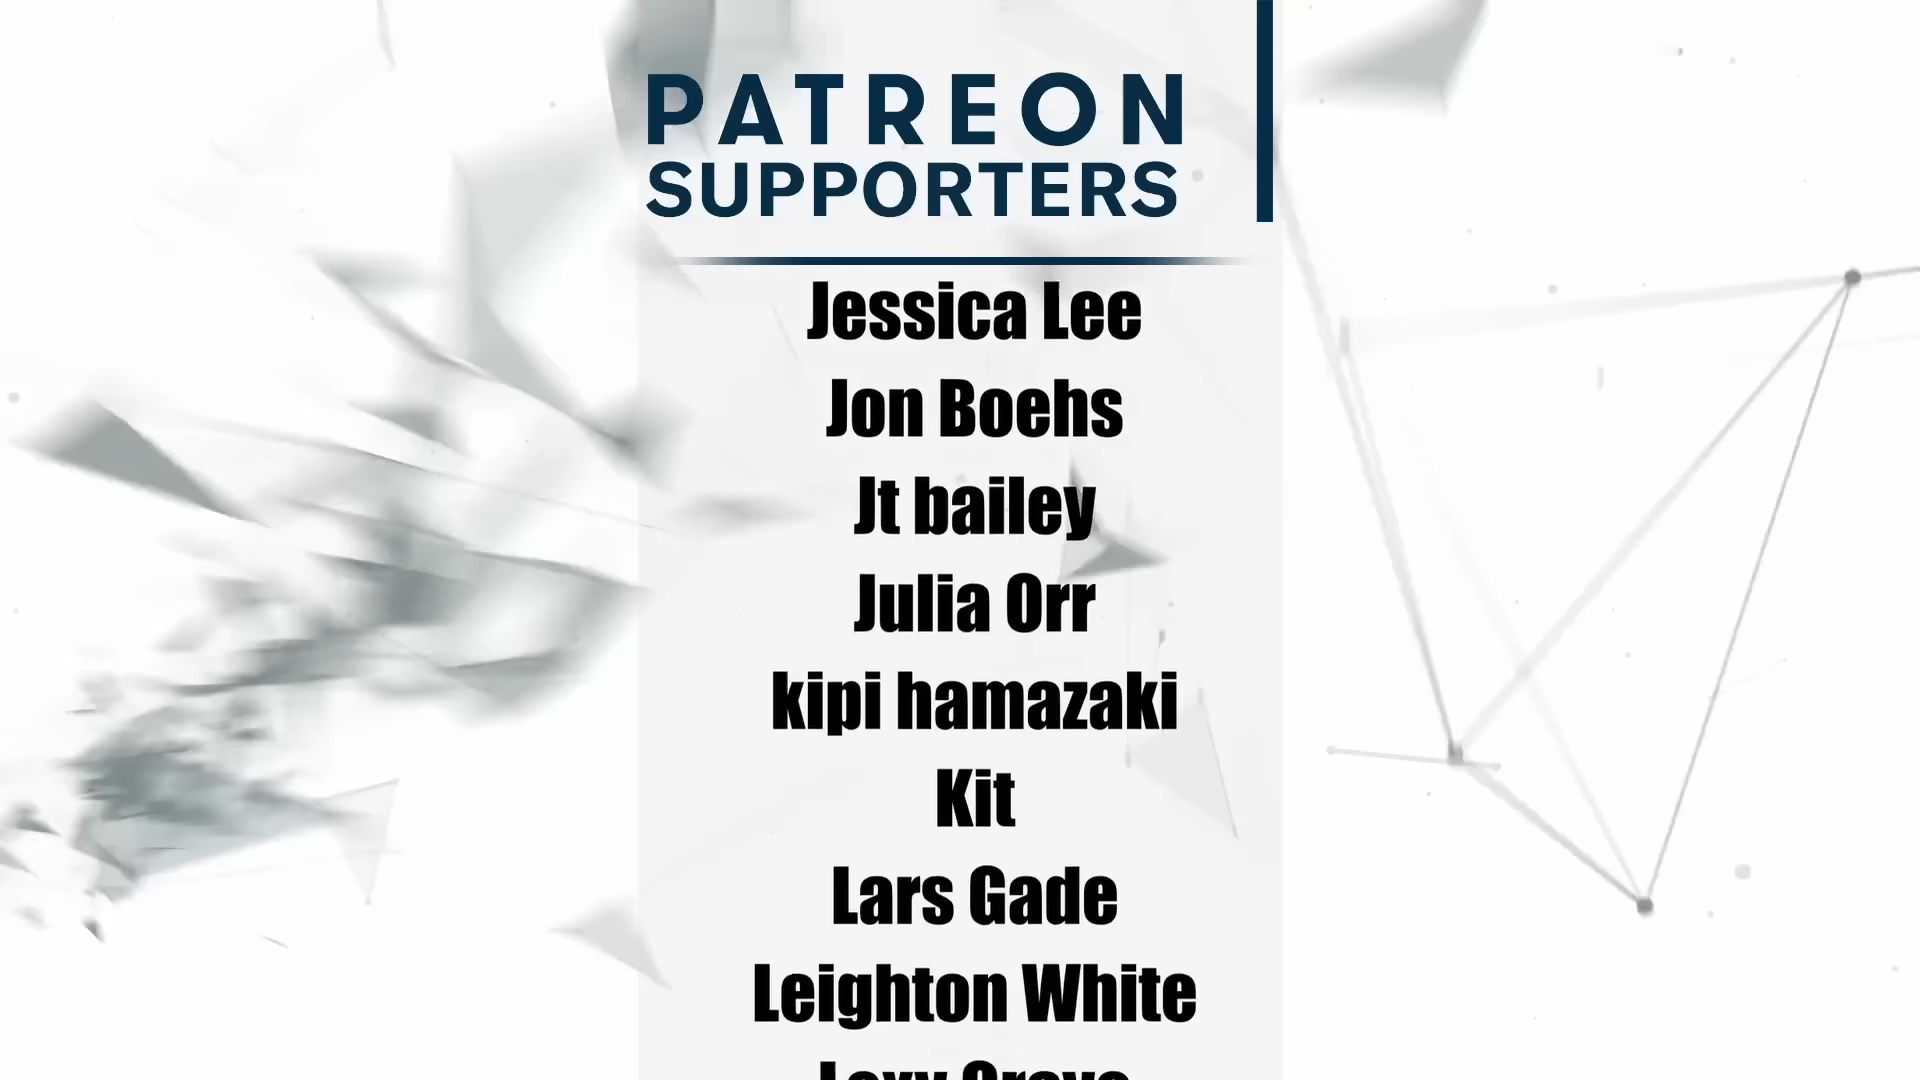 PATREON
SUPPORTERS
Jessica Lee
Jon Boehs
Jt bailey
Julia Orr
kipi hamazaki
Kit
Lars Gade
Leighton White